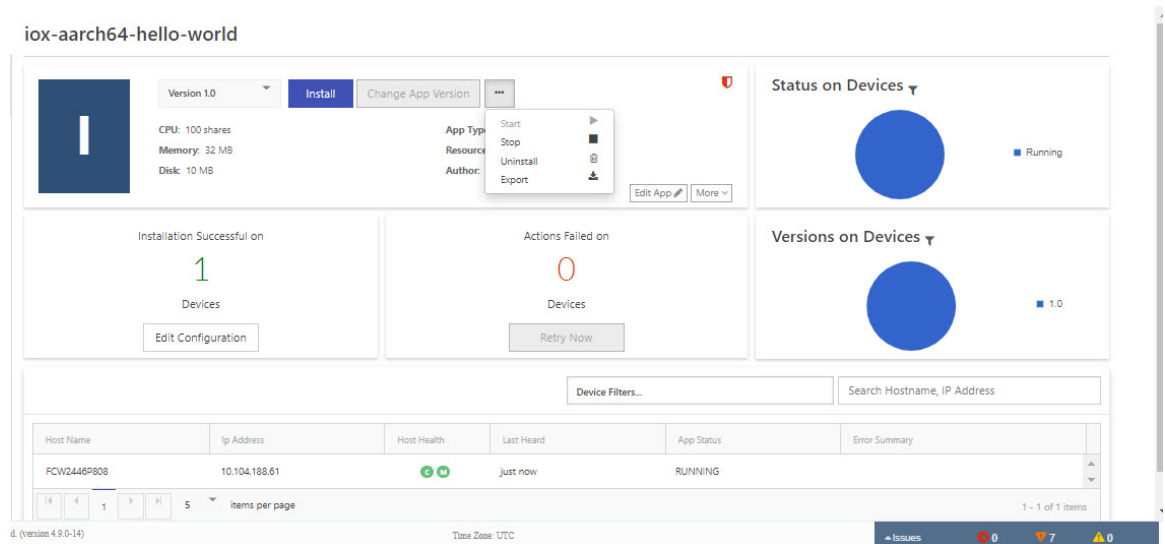 iox-aarch64-hello-world
I
Version 1.0
Install
Change App Version
•••
Start
Stop
Uninstall
Export
CPU: 100 shares
Memory: 32 MB
Disk: 10 MB
App Typ
Resource
Author:
Edit App
More
Status on Devices
Running
Installation Successful on
1
Devices
Edit Configuration
Actions Failed on
0
Devices
Retry Now
Versions on Devices
1.0
Device Filters...
Search Hostname, IP Address
Host Name Ip Address Host Health Last Heard App Status Error Summary
FCW2446P808 10.104.188.61 C M just now RUNNING
1 5 items per page 1 - 1 of 1 items
d. (version 4.9.0-14) Time Zone: UTC Issues 0 7 0